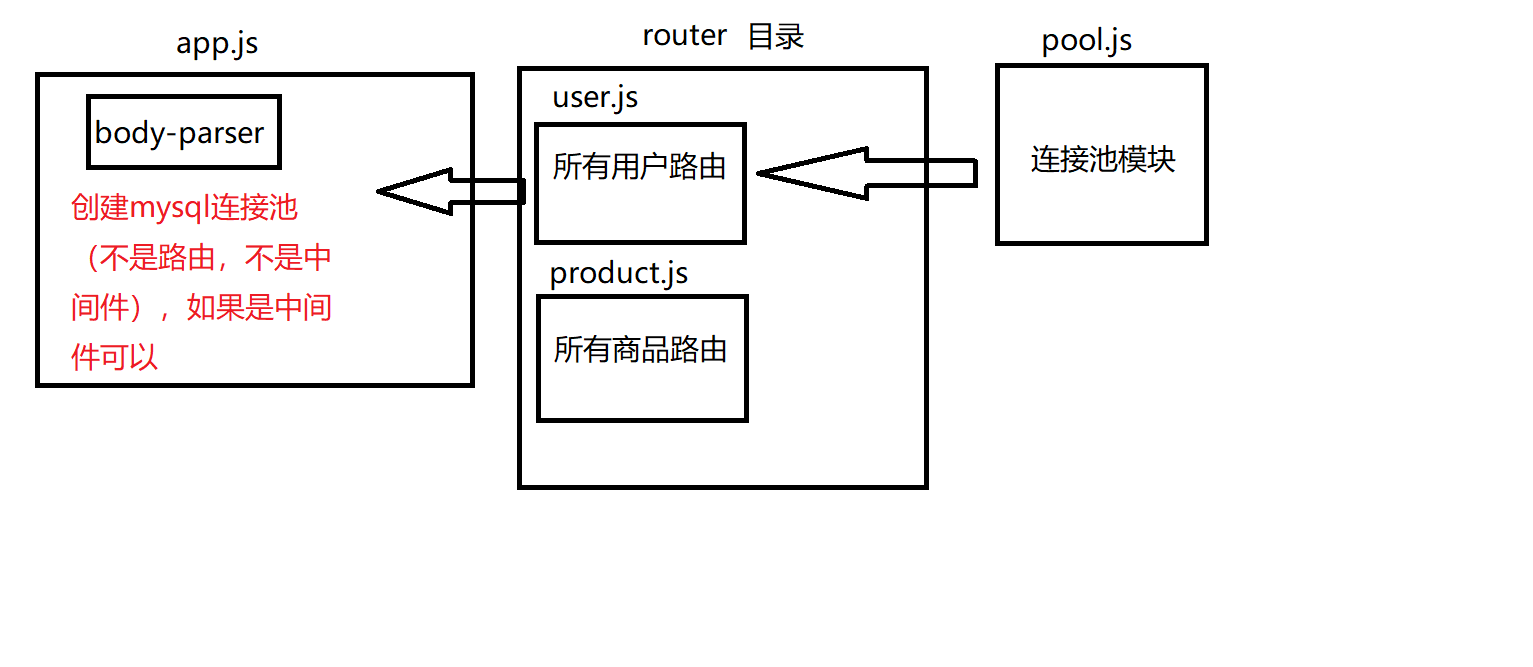 app.js
body-parser
创建mysql连接池
（不是路由，不是中
间件），如果是中间
件可以
router 目录
user.js
所有用户路由
product.js
所有商品路由
pool.js
连接池模块